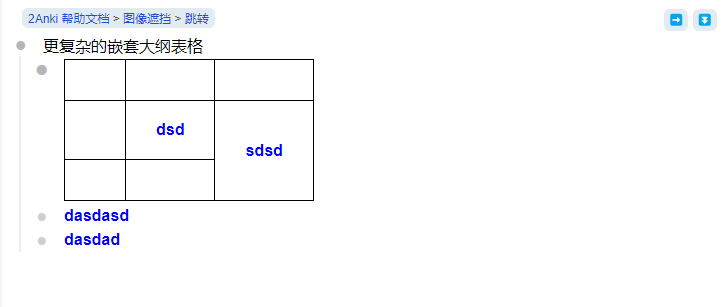 2Anki 帮助文档 > 图像遮挡 > 跳转
更复杂的嵌套大纲表格
dsd
sdsd
dasdasd
dasdad